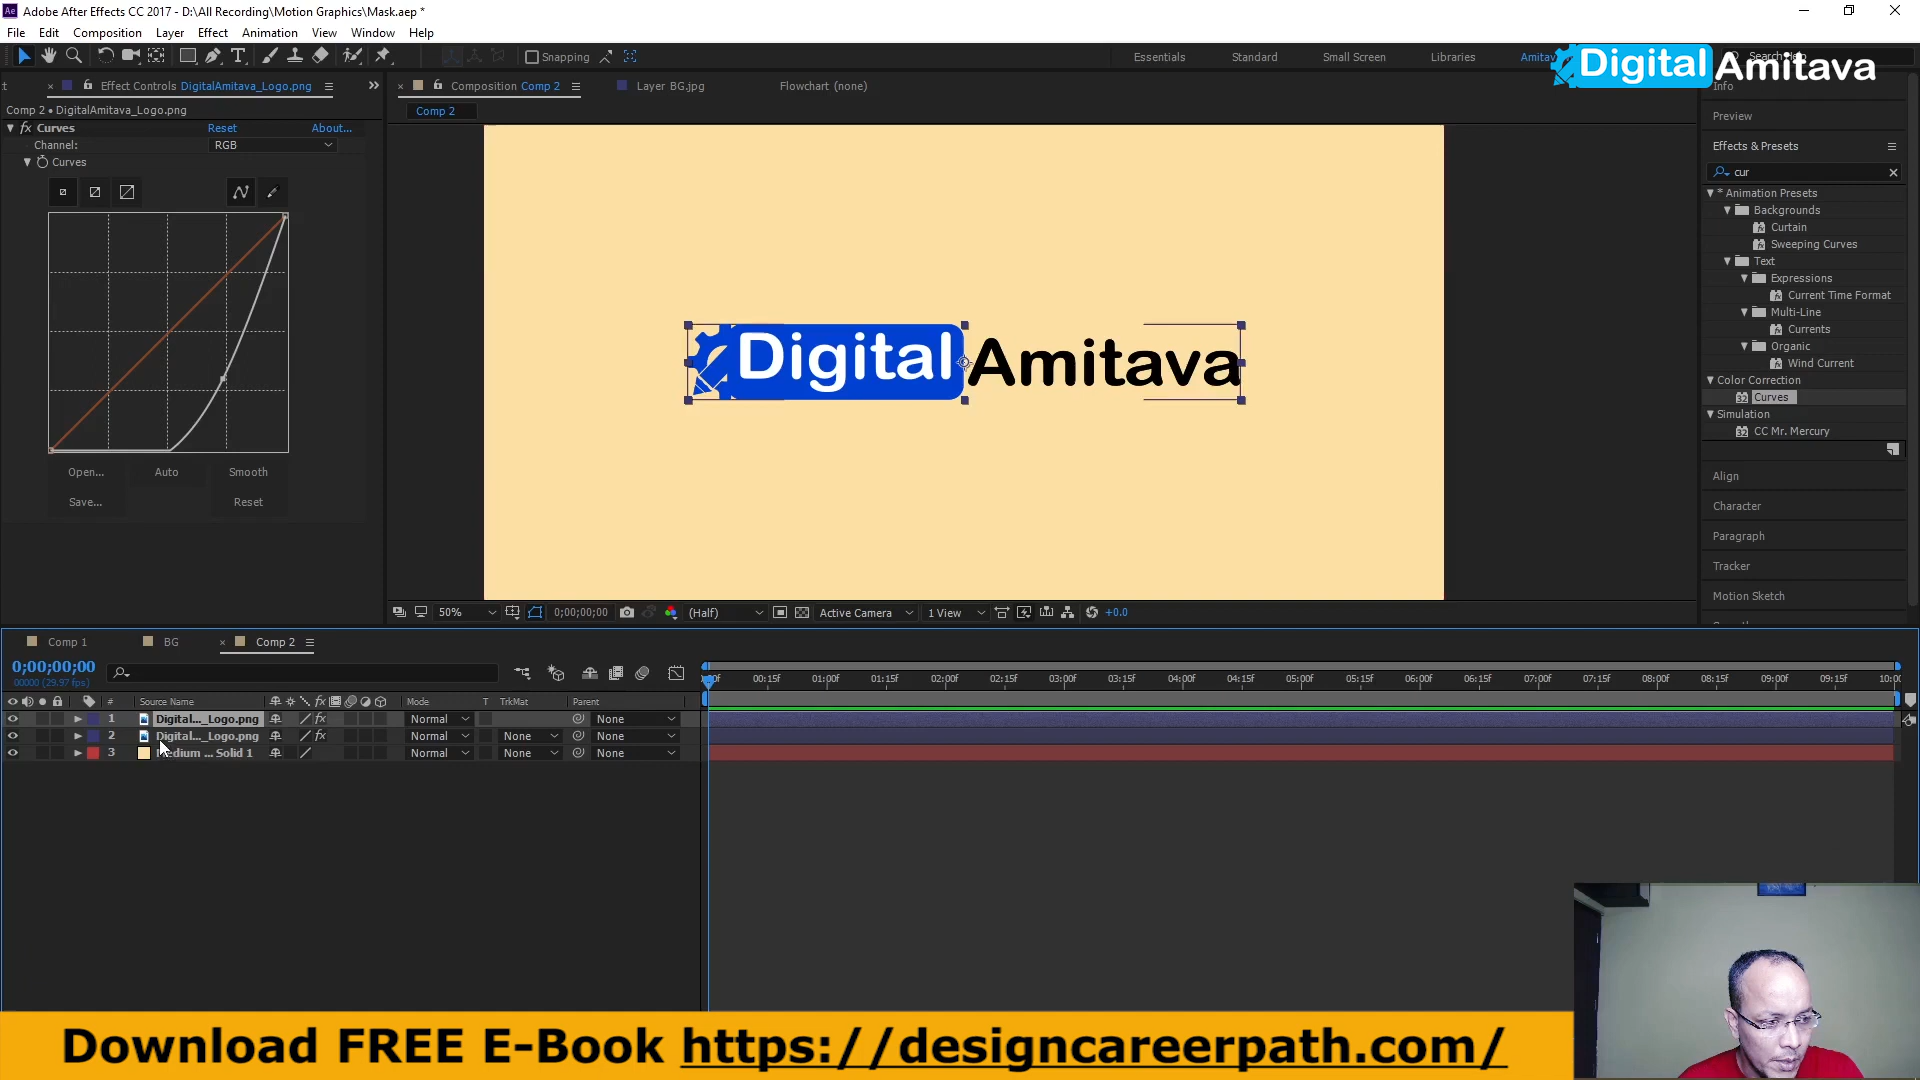 Adobe After Effects CC 2017 - D:\All Recording\Motion Graphics\Mask.aep *
File Edit Composition Layer Effect Animation View Window Help
Snapping
Essentials Standard Small Screen Libraries
Digital Amitava
Effect Controls DigitalAmitava_Logo.png
Composition Comp 2
Layer BG.jpg
Flowchart (none)
Comp 2 • DigitalAmitava_Logo.png
Comp 2
fx Curves Reset About...
Channel: RGB
Curves
Open... Auto Smooth
Save... Reset
Digital Amitava
50% 0;00;00;00 (Half) Active Camera 1 View +0.0
Info
Preview
Effects & Presets
cur
* Animation Presets
Backgrounds
Curtain
Sweeping Curves
Text
Expressions
Current Time Format
Multi-Line
Currents
Organic
Wind Current
Color Correction
Curves
Simulation
CC Mr. Mercury
Align
Character
Paragraph
Tracker
Motion Sketch
Comp 1 BG Comp 2
0;00;00;00
00000 (29.97 fps)
00:15f 01:00f 01:15f 02:00f 02:15f 03:00f 03:15f 04:00f 04:15f 05:00f 05:15f 06:00f 06:15f 07:00f 07:15f 08:00f 08:15f 09:00f 09:15f
# Source Name Mode T TrkMat Parent
1 Digital..._Logo.png Normal None
2 Digital..._Logo.png Normal None None
3 Medium ... Solid 1 Normal None None
Download FREE E-Book https://designcareerpath.com/